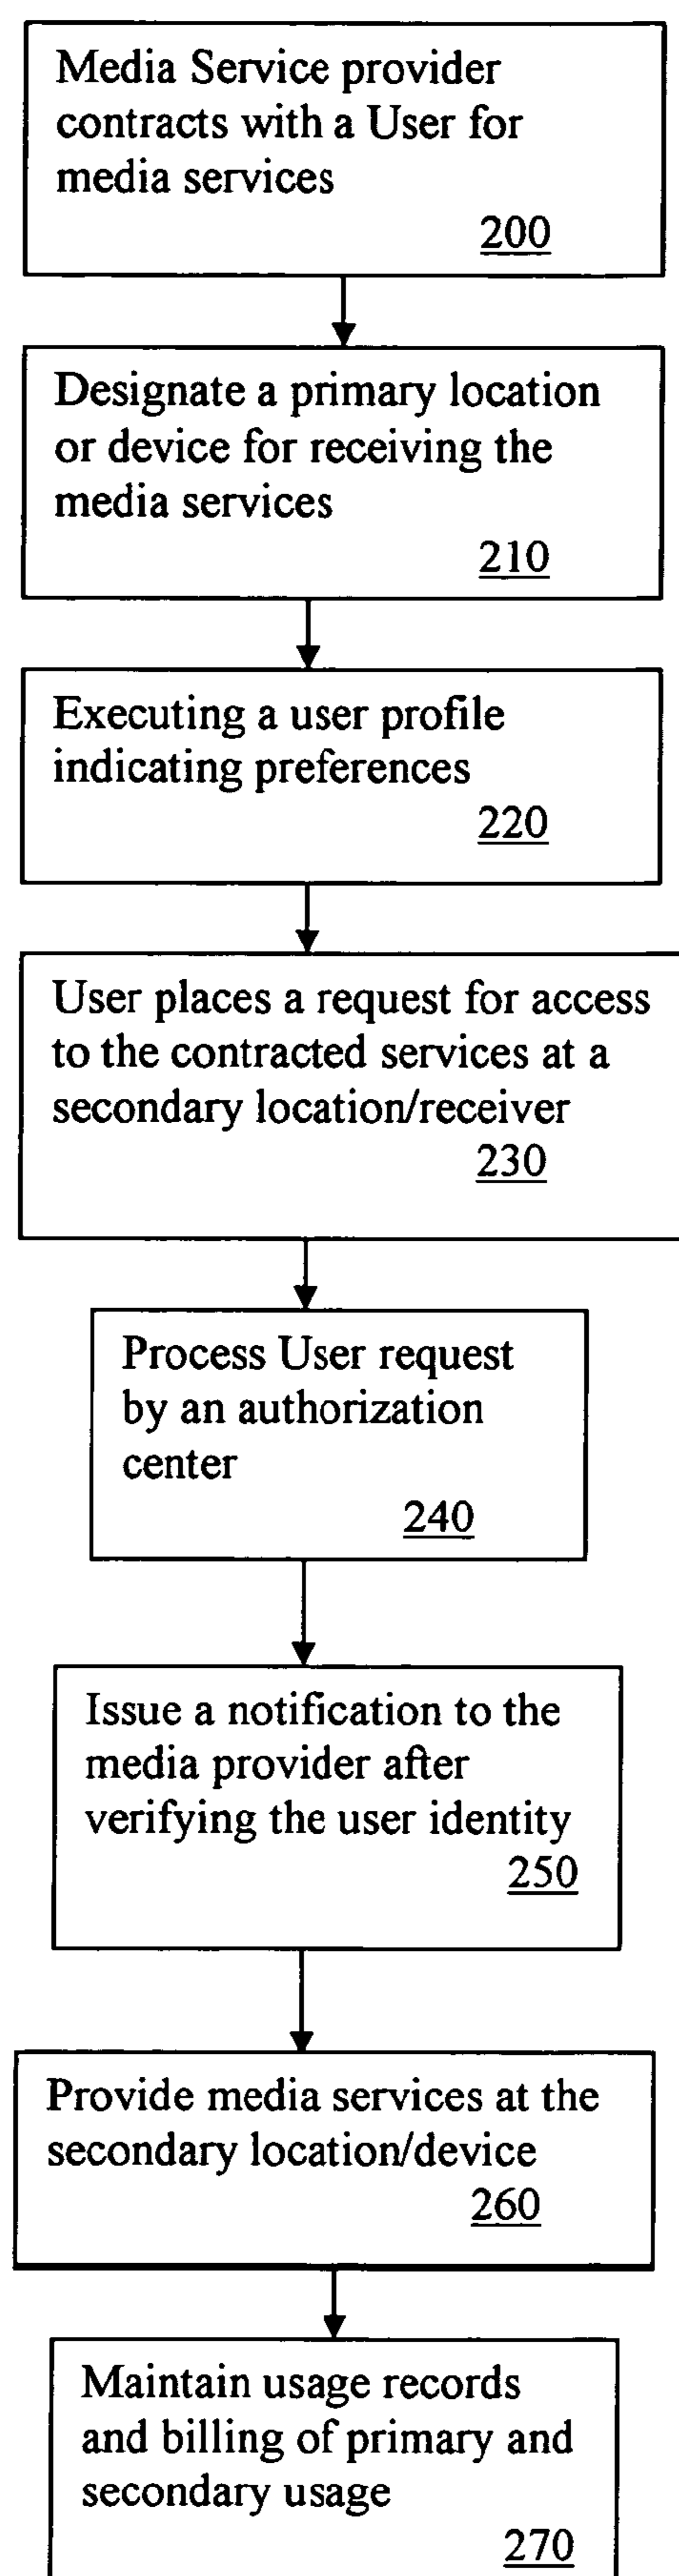 Media Service provider
contracts with a User for
media services
200
Designate a primary location
or device for receiving the
media services
210
Executing a user profile
indicating preferences
220
User places a request for access
to the contracted services at a
secondary location/receiver
230
Process User request
by an authorization
center
240
Issue a notification to the
media provider after
verifying the user identity
250
Provide media services at the
secondary location/device
260
Maintain usage records
and billing of primary and
secondary usage
270